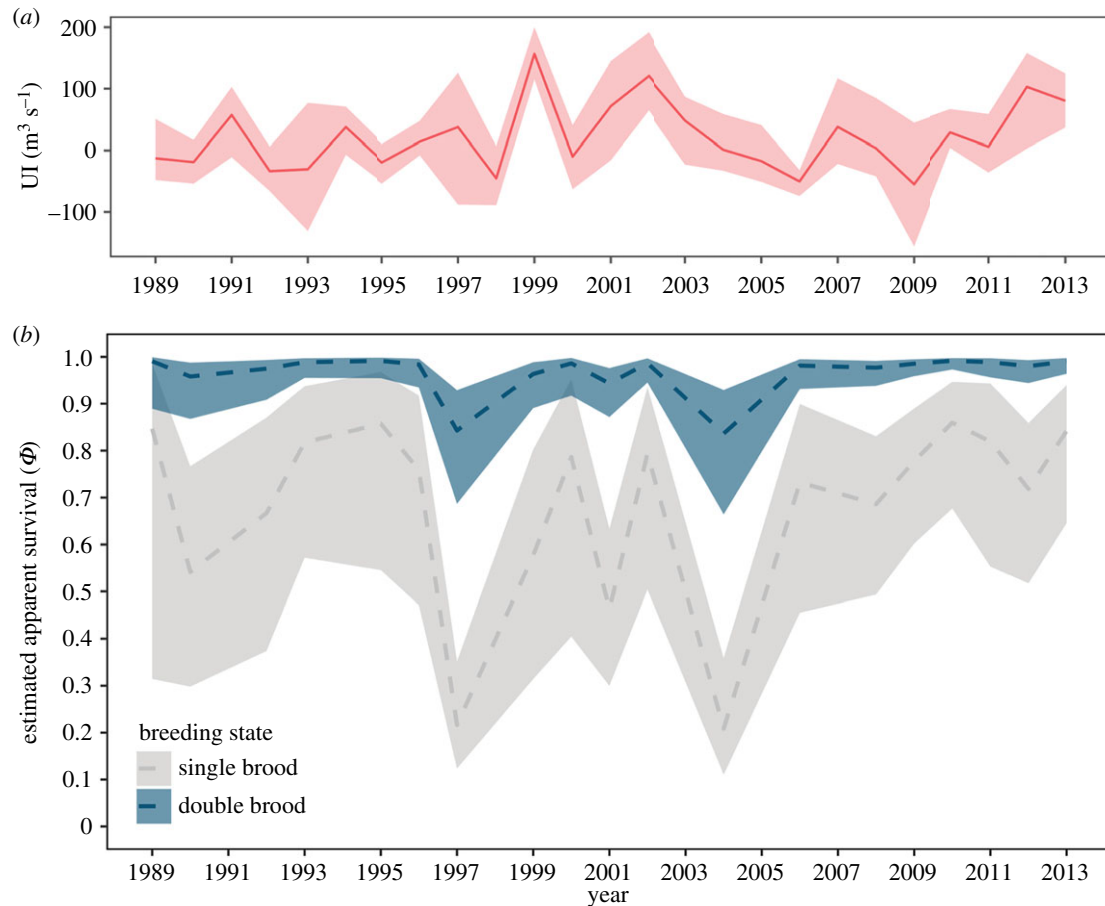 (a)
UI (m³ s⁻¹)
200
100
0
−100
1989 1991 1993 1995 1997 1999 2001 2003 2005 2007 2009 2011 2013
(b)
estimated apparent survival (Φ)
1.0
0.9
0.8
0.7
0.6
0.5
0.4
0.3
0.2
0.1
0
breeding state
single brood
double brood
1989 1991 1993 1995 1997 1999 2001 2003 2005 2007 2009 2011 2013
year